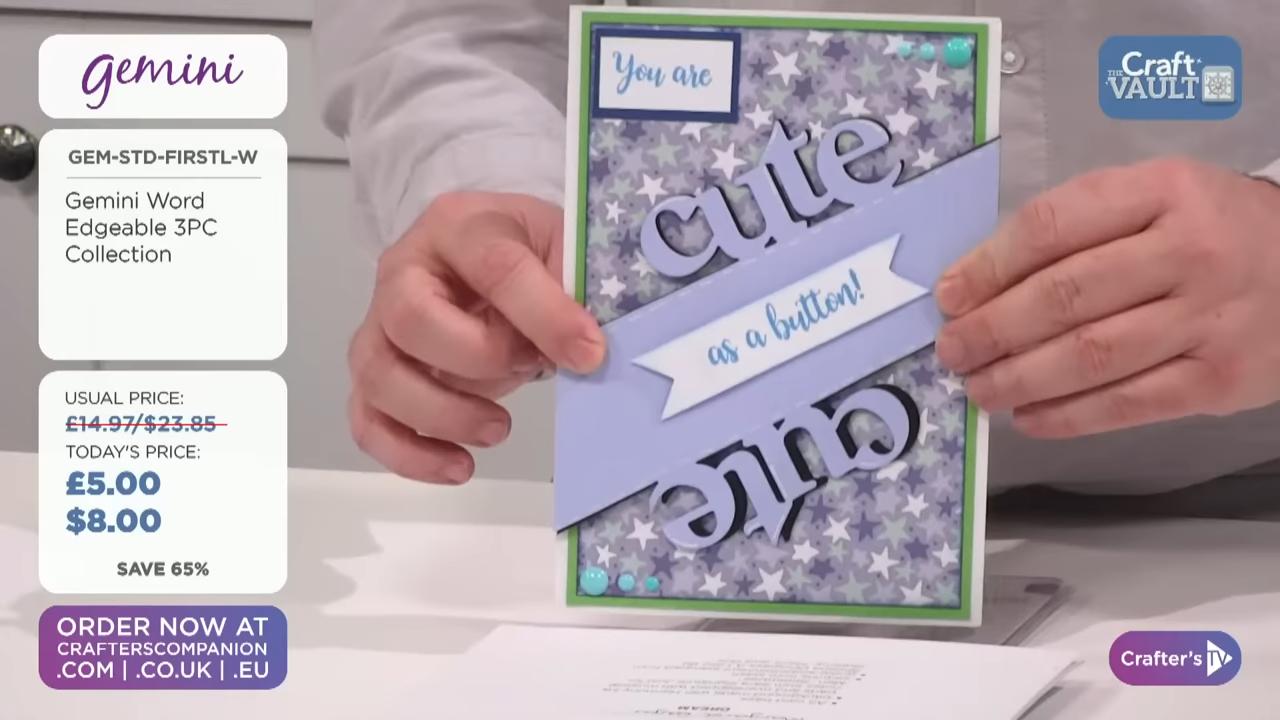 gemini
GEM-STD-FIRSTL-W
Gemini Word
Edgeable 3PC
Collection
USUAL PRICE:
£14.97/$23.85
TODAY'S PRICE:
£5.00
$8.00
SAVE 65%
ORDER NOW AT
CRAFTERSCOMPANION
.COM | .CO.UK | .EU
You are
cute
as a button!
cute
THE
Craft
VAULT
Crafter's TV
DREAM